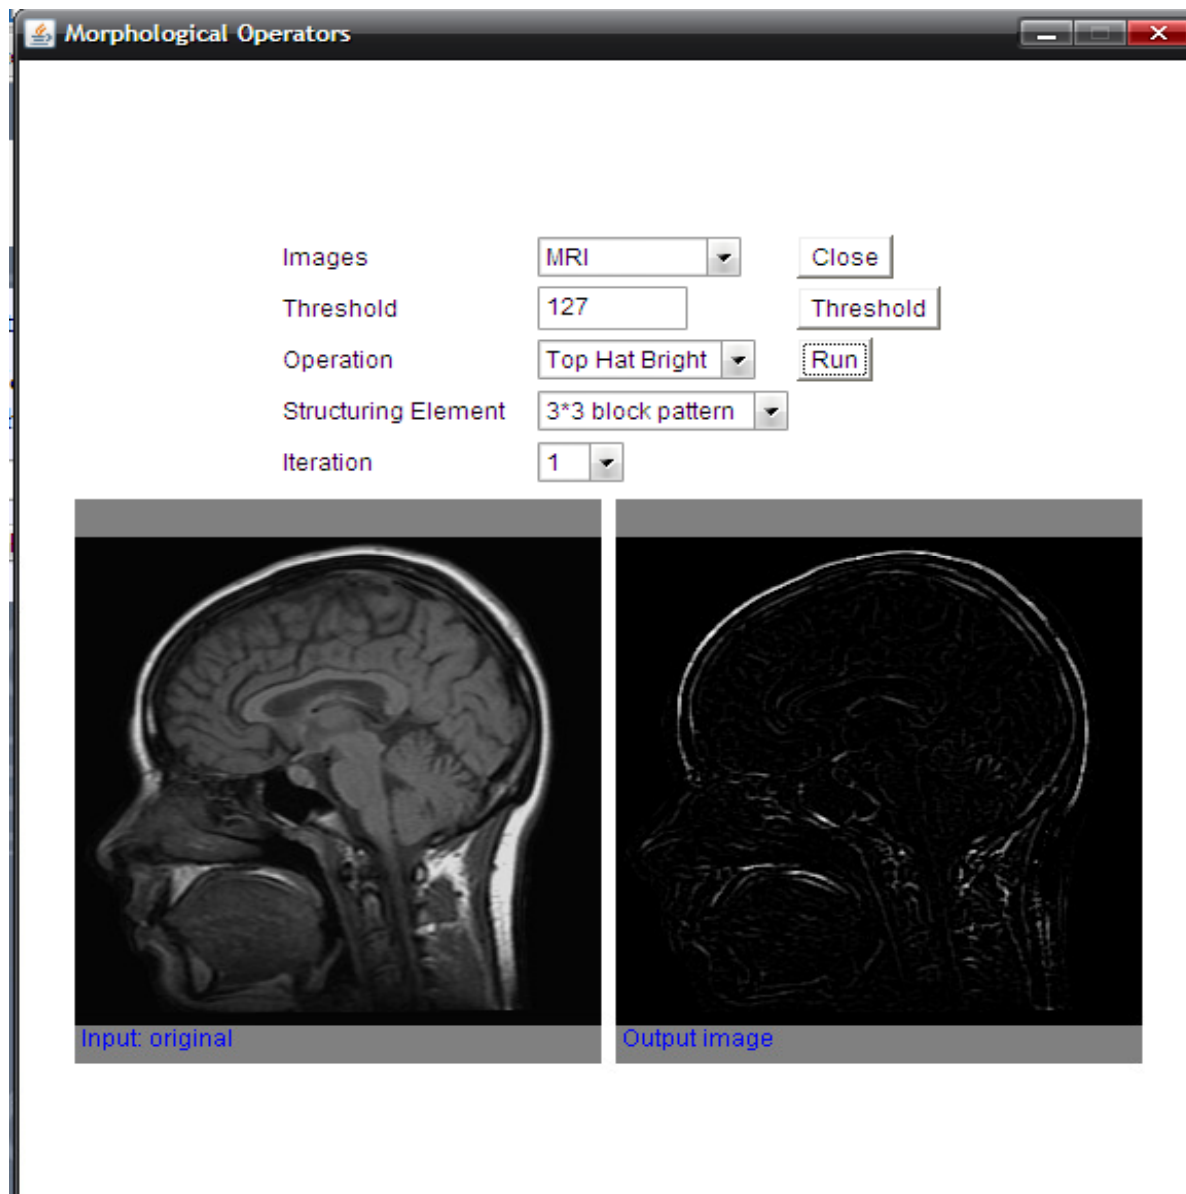 Morphological Operators
Images MRI Close
Threshold 127 Threshold
Operation Top Hat Bright Run
Structuring Element 3*3 block pattern
Iteration 1
Input: original Output image